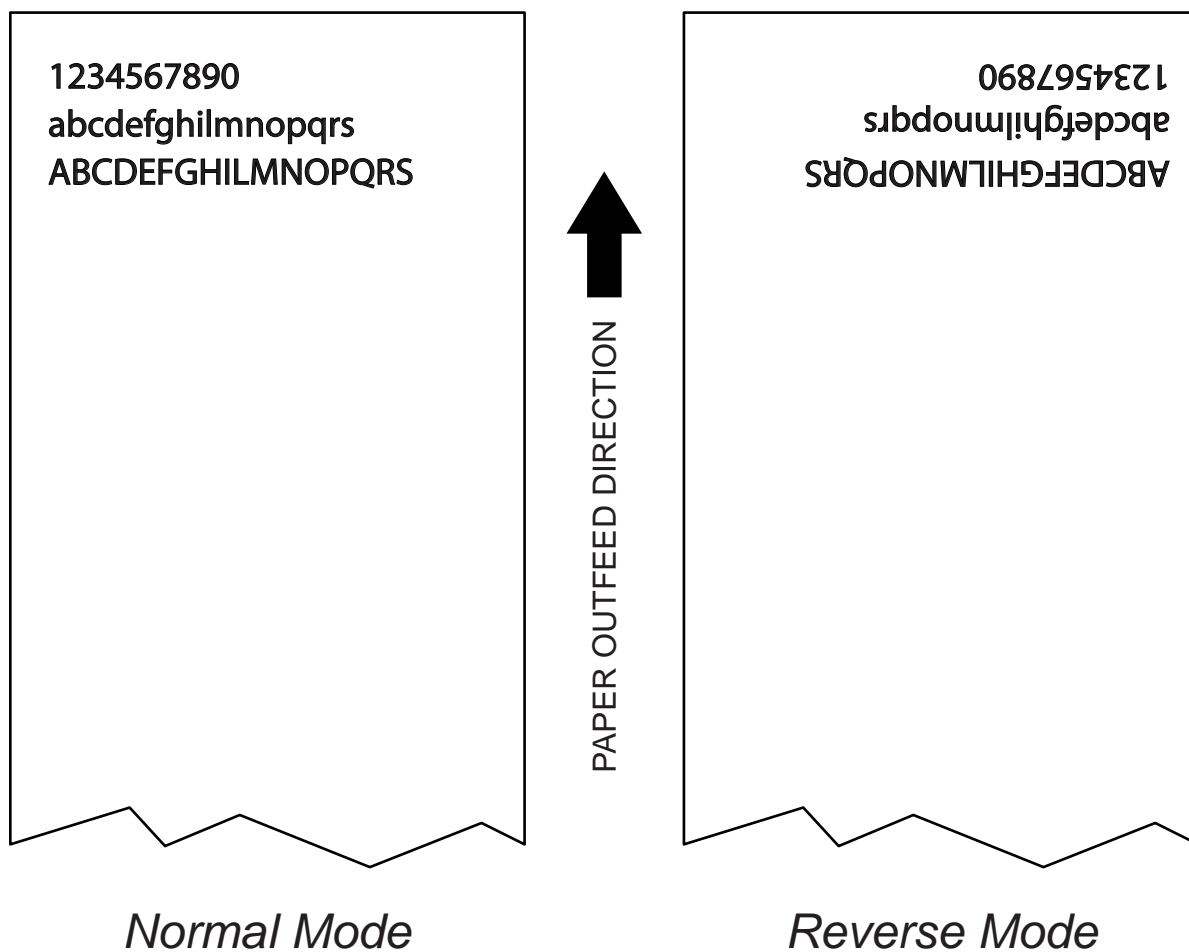 1234567890
abcdefghilmnopqrs
ABCDEFGHILMNOPQRS
PAPER OUTFEED DIRECTION
1234567890
abcdefghilmnopqrs
ABCDEFGHILMNOPQRS
Normal Mode
Reverse Mode